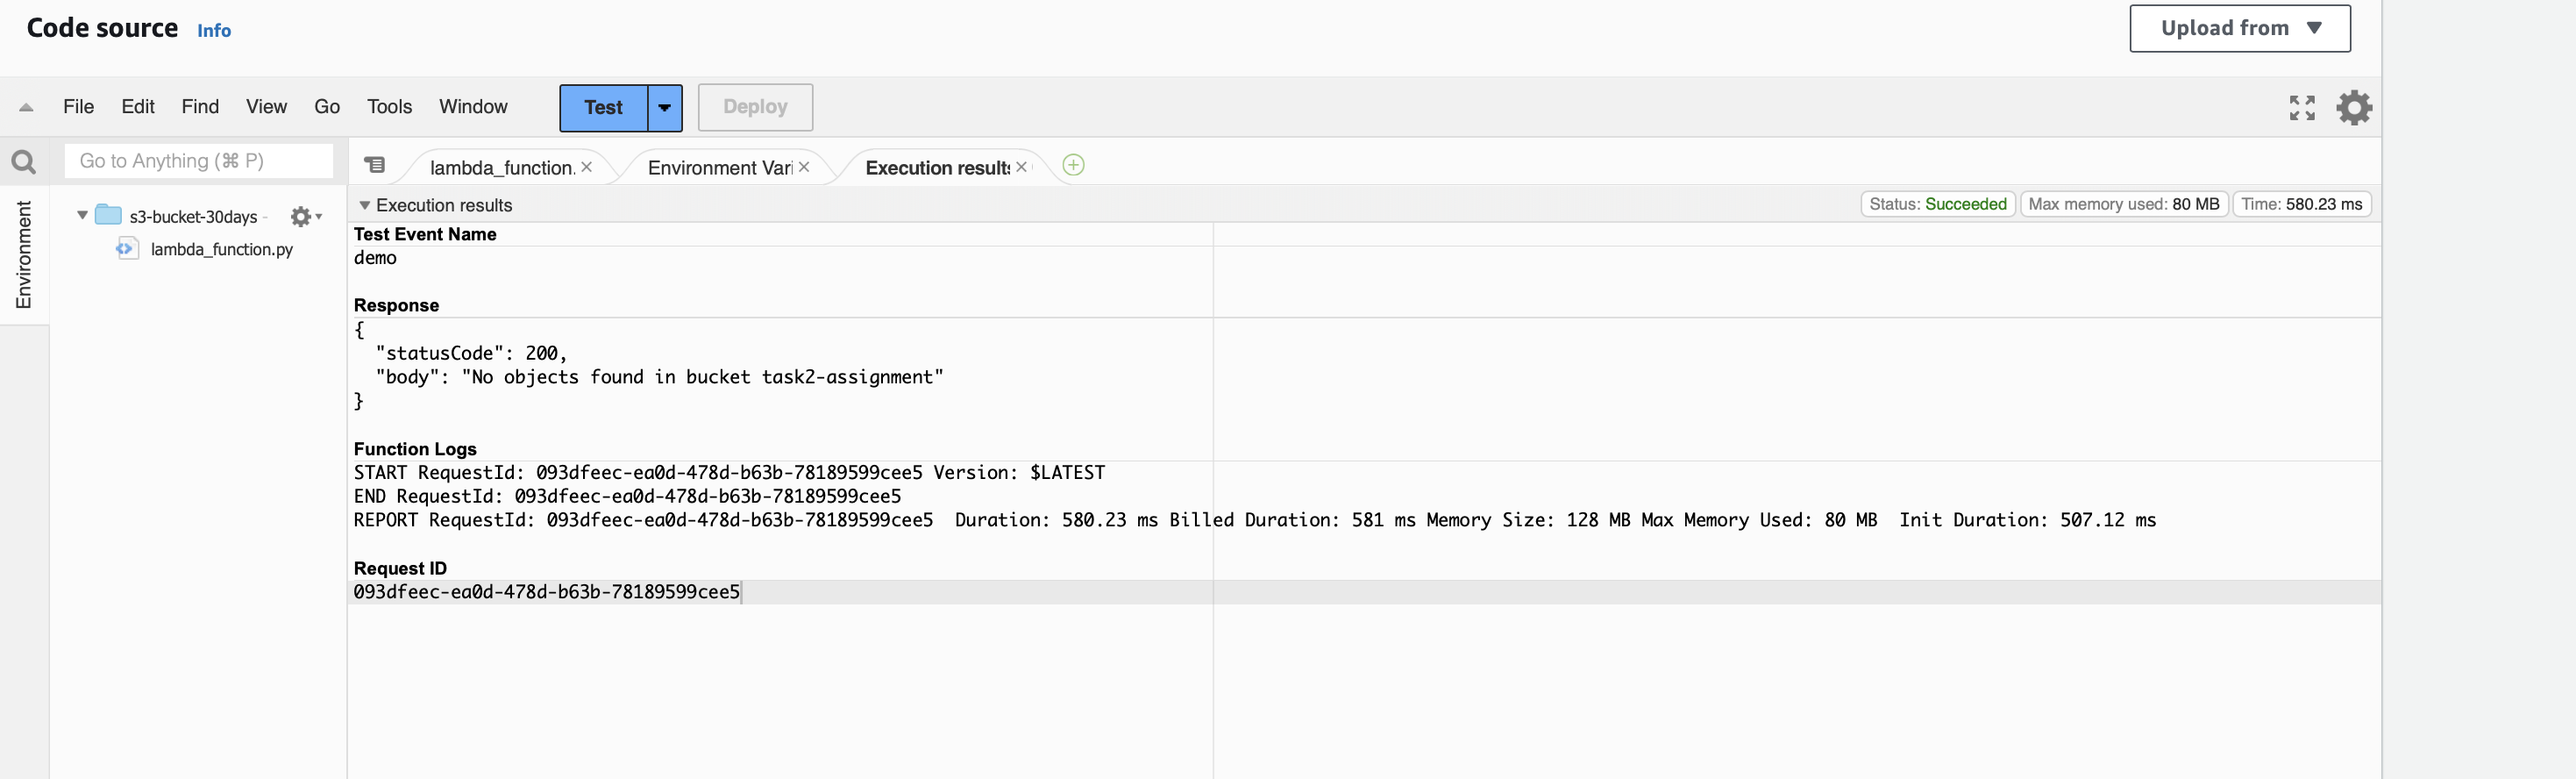 Code source Info
Upload from
File Edit Find View Go Tools Window Test Deploy
Go to Anything (⌘ P)
lambda_function. Environment Vari Execution results
Environment
s3-bucket-30days -
lambda_function.py
Execution results
Status: Succeeded Max memory used: 80 MB Time: 580.23 ms
Test Event Name
demo
Response
{
"statusCode": 200,
"body": "No objects found in bucket task2-assignment"
}
Function Logs
START RequestId: 093dfeec-ea0d-478d-b63b-78189599cee5 Version: $LATEST
END RequestId: 093dfeec-ea0d-478d-b63b-78189599cee5
REPORT RequestId: 093dfeec-ea0d-478d-b63b-78189599cee5 Duration: 580.23 ms Billed Duration: 581 ms Memory Size: 128 MB Max Memory Used: 80 MB Init Duration: 507.12 ms
Request ID
093dfeec-ea0d-478d-b63b-78189599cee5